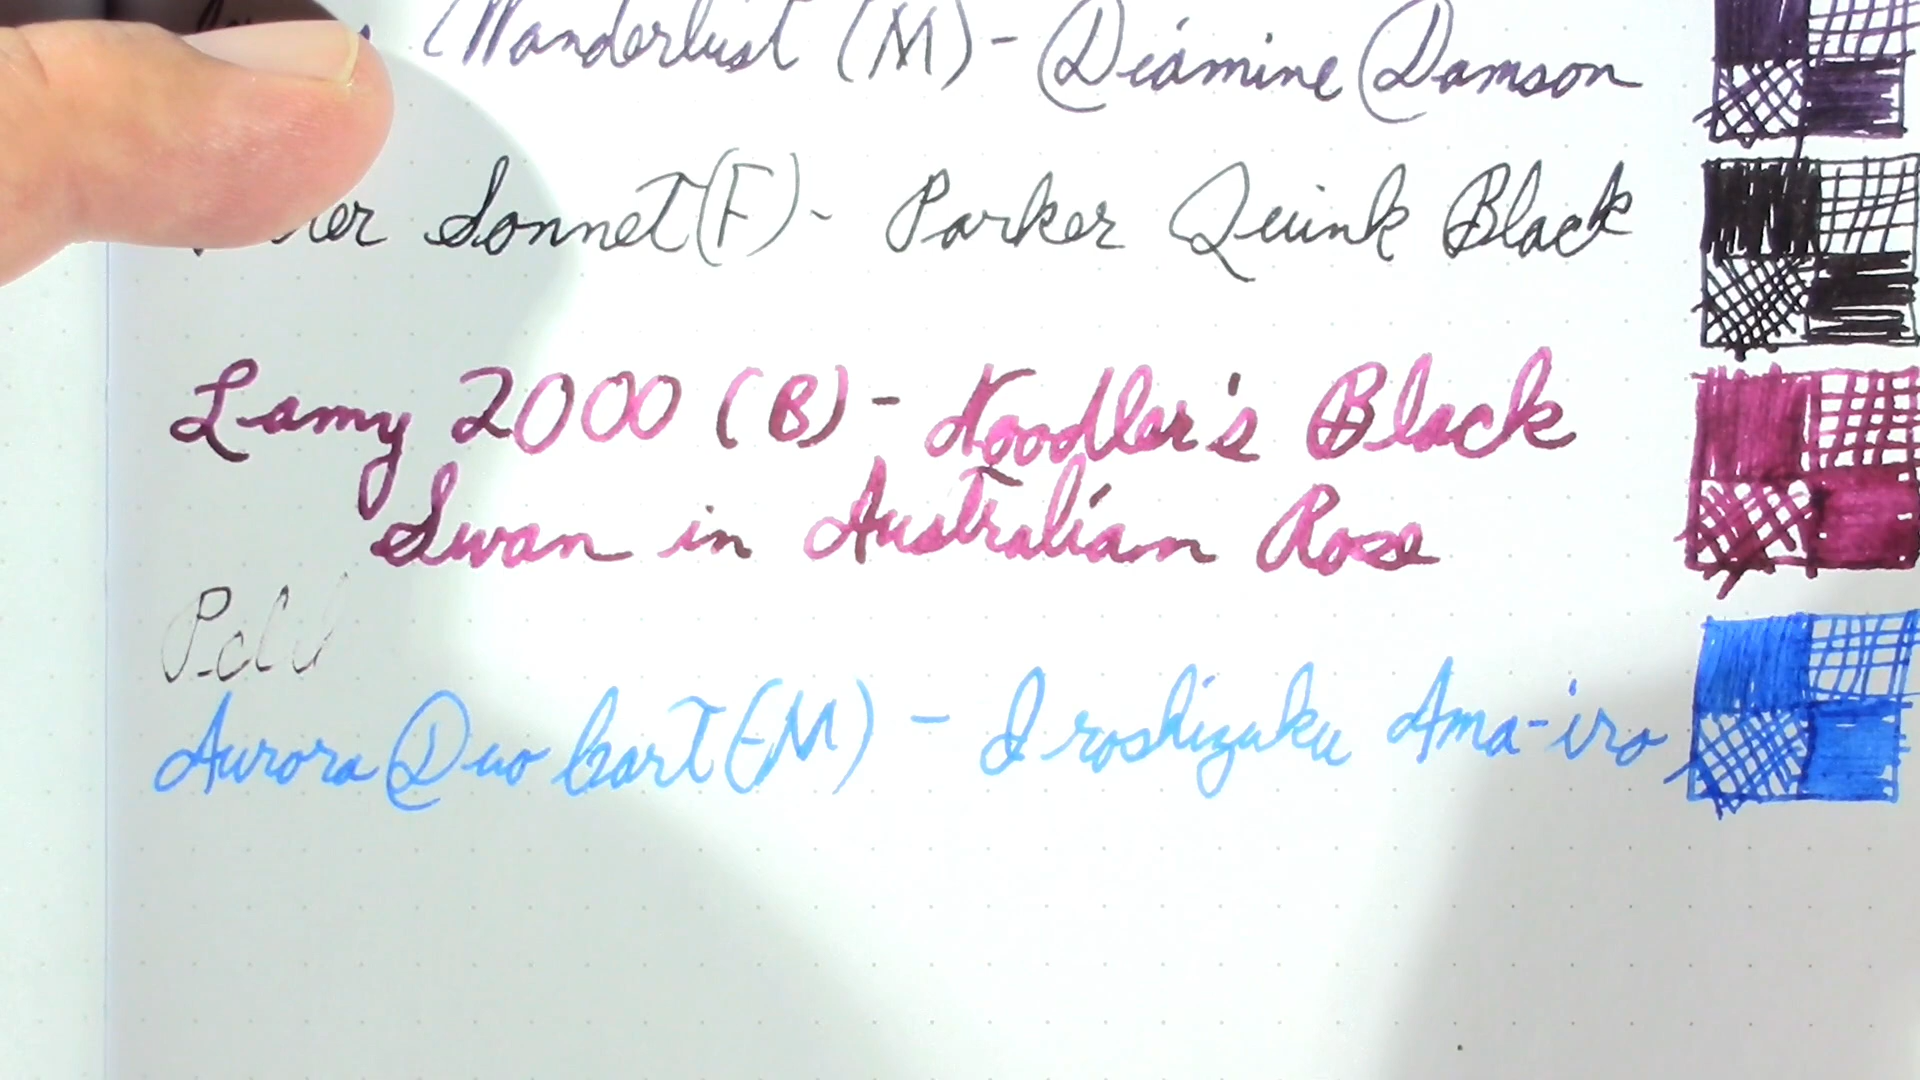 Wanderlust (M) - Diamine Damson
Sonnet (F) - Parker Quink Black
Lamy 2000 (B) - Noodler's Black
Swan in Australian Rose
Aurora Duo Cart (M) - Iroshizuku Ama-iro